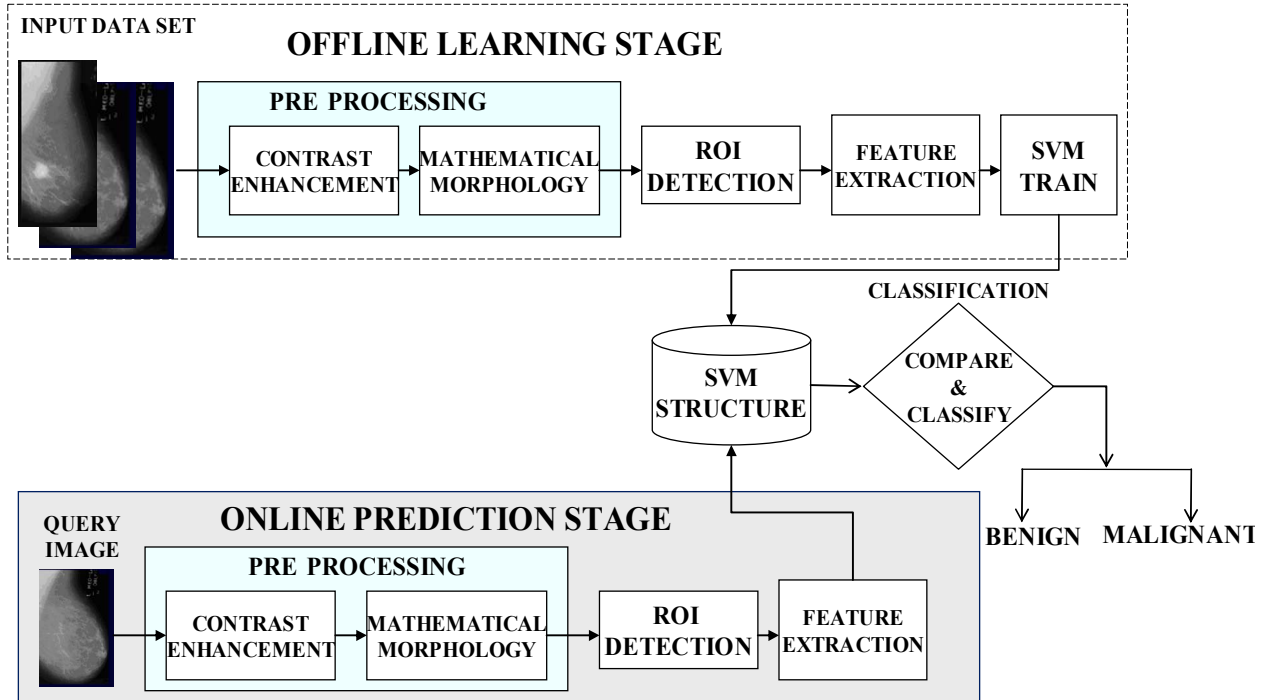 INPUT DATA SET
OFFLINE LEARNING STAGE
PRE PROCESSING
CONTRAST
ENHANCEMENT
MATHEMATICAL
MORPHOLOGY
ROI
DETECTION
FEATURE
EXTRACTION
SVM
TRAIN
CLASSIFICATION
SVM
STRUCTURE
COMPARE
&
CLASSIFY
BENIGN
MALIGNANT
ONLINE PREDICTION STAGE
QUERY
IMAGE
PRE PROCESSING
CONTRAST
ENHANCEMENT
MATHEMATICAL
MORPHOLOGY
ROI
DETECTION
FEATURE
EXTRACTION